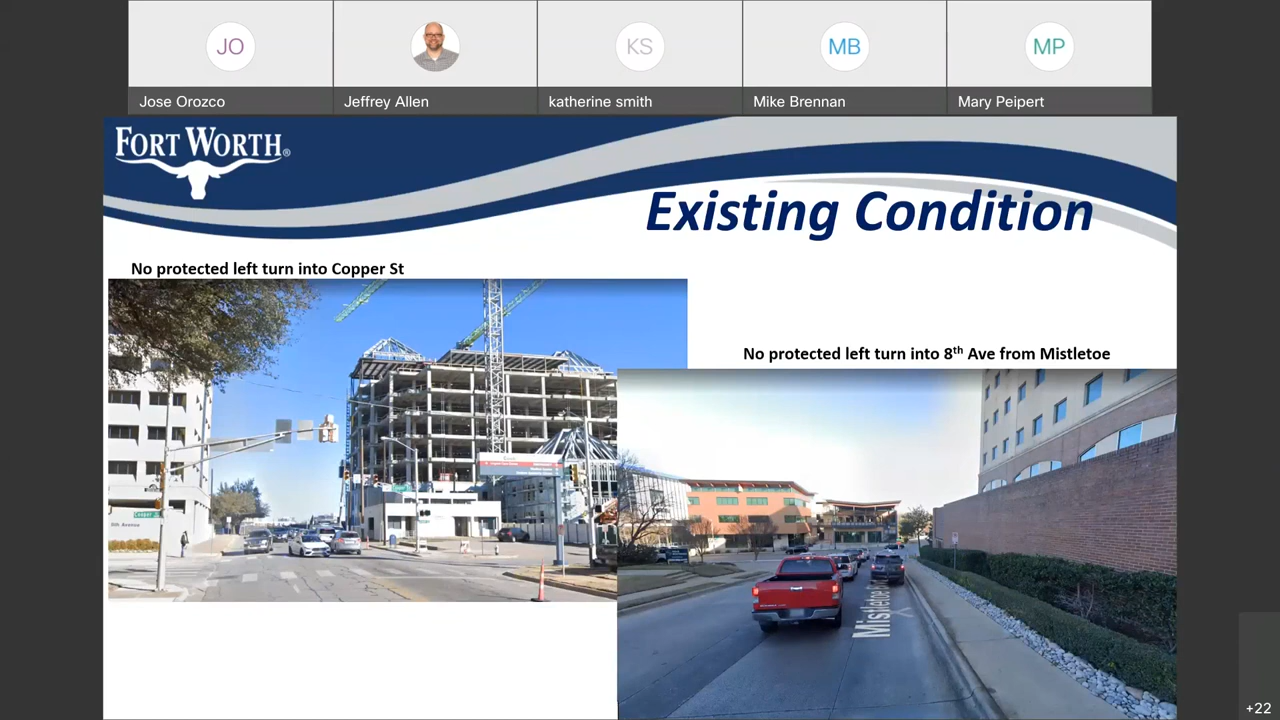 JO
KS
MB
MP
Jose Orozco
Jeffrey Allen
katherine smith
Mike Brennan
Mary Peipert
FORT WORTH®
Existing Condition
No protected left turn into Copper St
No protected left turn into 8th Ave from Mistletoe
Mistletoe
+22